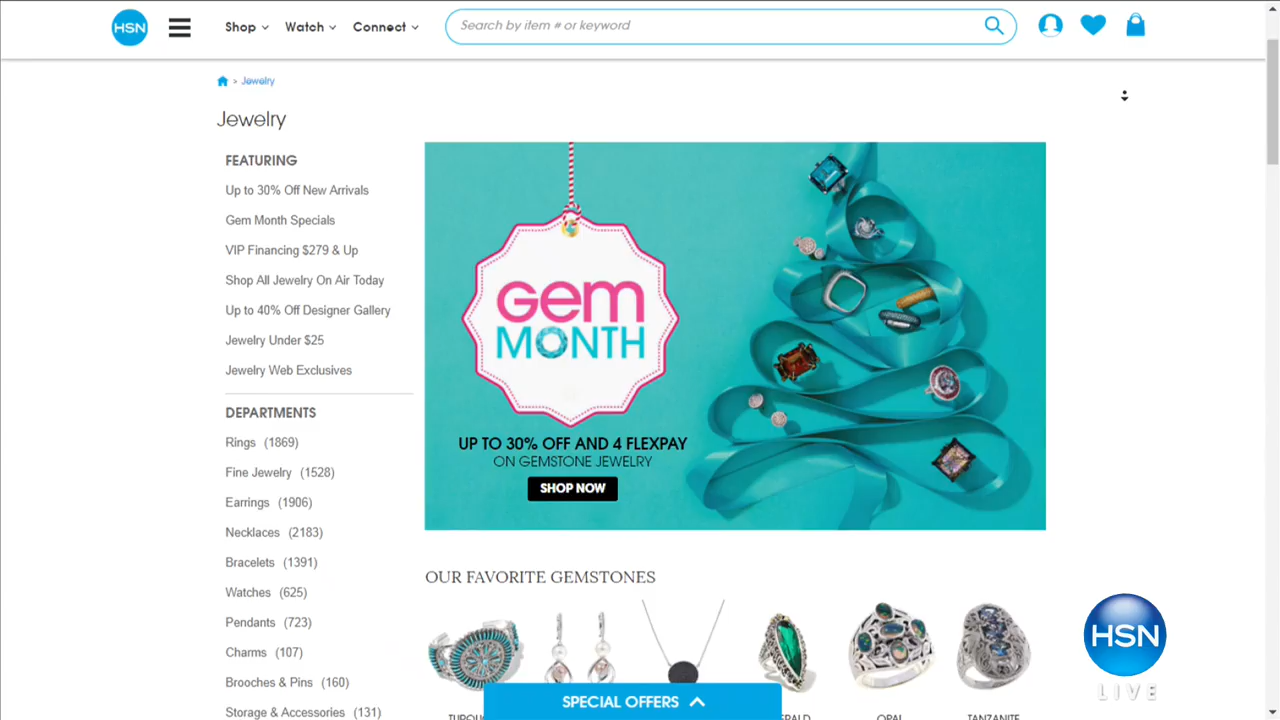 HSN
Shop
Watch
Connect
Search by item # or keyword
> Jewelry
Jewelry
FEATURING
Up to 30% Off New Arrivals
Gem Month Specials
VIP Financing $279 & Up
Shop All Jewelry On Air Today
Up to 40% Off Designer Gallery
Jewelry Under $25
Jewelry Web Exclusives
DEPARTMENTS
Rings (1869)
Fine Jewelry (1528)
Earrings (1906)
Necklaces (2183)
Bracelets (1391)
Watches (625)
Pendants (723)
Charms (107)
Brooches & Pins (160)
Storage & Accessories (131)
Gem
MONTH
UP TO 30% OFF AND 4 FLEXPAY
ON GEMSTONE JEWELRY
SHOP NOW
OUR FAVORITE GEMSTONES
OPAL
TANZANITE
SPECIAL OFFERS
HSN
LIVE